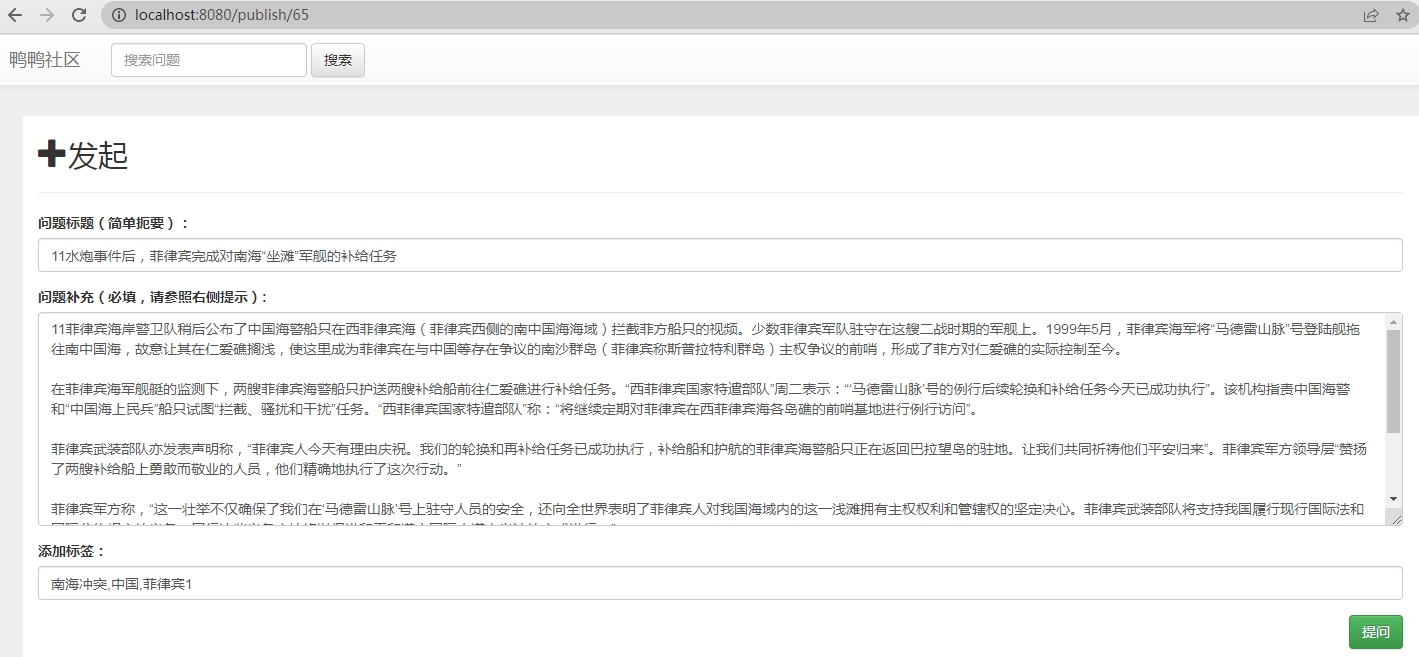 localhost:8080/publish/65
鸭鸭社区 搜索问题 搜索
发起
问题标题（简单扼要）：
11水炮事件后，菲律宾完成对南海“坐滩”军舰的补给任务
问题补充（必填，请参照右侧提示）：
11菲律宾海岸警卫队稍后公布了中国海警船只在西菲律宾海（菲律宾西侧的南中国海海域）拦截菲方船只的视频。少数菲律宾军队驻守在这艘二战时期的军舰上。1999年5月，菲律宾海军将“马德雷山脉”号登陆舰拖
往南中国海，故意让其在仁爱礁搁浅，使这里成为菲律宾在与中国等存在争议的南沙群岛（菲律宾称斯普拉特利群岛）主权争议的前哨，形成了菲方对仁爱礁的实际控制至今。
在菲律宾海军舰艇的监测下，两艘菲律宾海警船只护送两艘补给船前往仁爱礁进行补给任务。“西菲律宾国家特遣部队”周二表示：“‘马德雷山脉’号的例行后续轮换和补给任务今天已成功执行”。该机构指责中国海警
和“中国海上民兵”船只试图“拦截、骚扰和干扰”任务。“西菲律宾国家特遣部队”称：“将继续定期对菲律宾在西菲律宾海各岛礁的前哨基地进行例行访问”。
菲律宾武装部队亦发表声明称，“菲律宾人今天有理由庆祝。我们的轮换和再补给任务已成功执行，补给船和护航的菲律宾海警船只正在返回巴拉望岛的驻地。让我们共同祈祷他们平安归来”。菲律宾军方领导层“赞扬
了两艘补给船上勇敢而敬业的人员，他们精确地执行了这次行动。”
菲律宾军方称，“这一壮举不仅确保了我们在‘马德雷山脉’号上驻守人员的安全，还向全世界表明了菲律宾人对我国海域内的这一浅滩拥有主权权利和管辖权的坚定决心。菲律宾武装部队将支持我国履行现行国际法和
添加标签：
南海冲突,中国,菲律宾1
提问